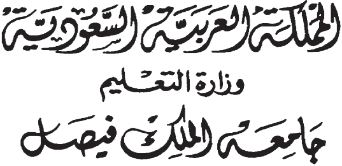 المملكة العربية السعودية
وزارة التعليم
جامعة الملك فيصل